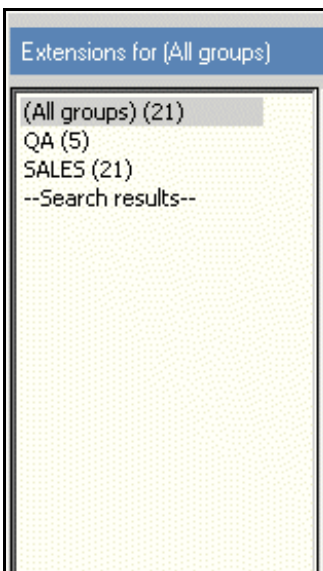 Extensions for (All groups)
(All groups) (21)
QA (5)
SALES (21)
--Search results--